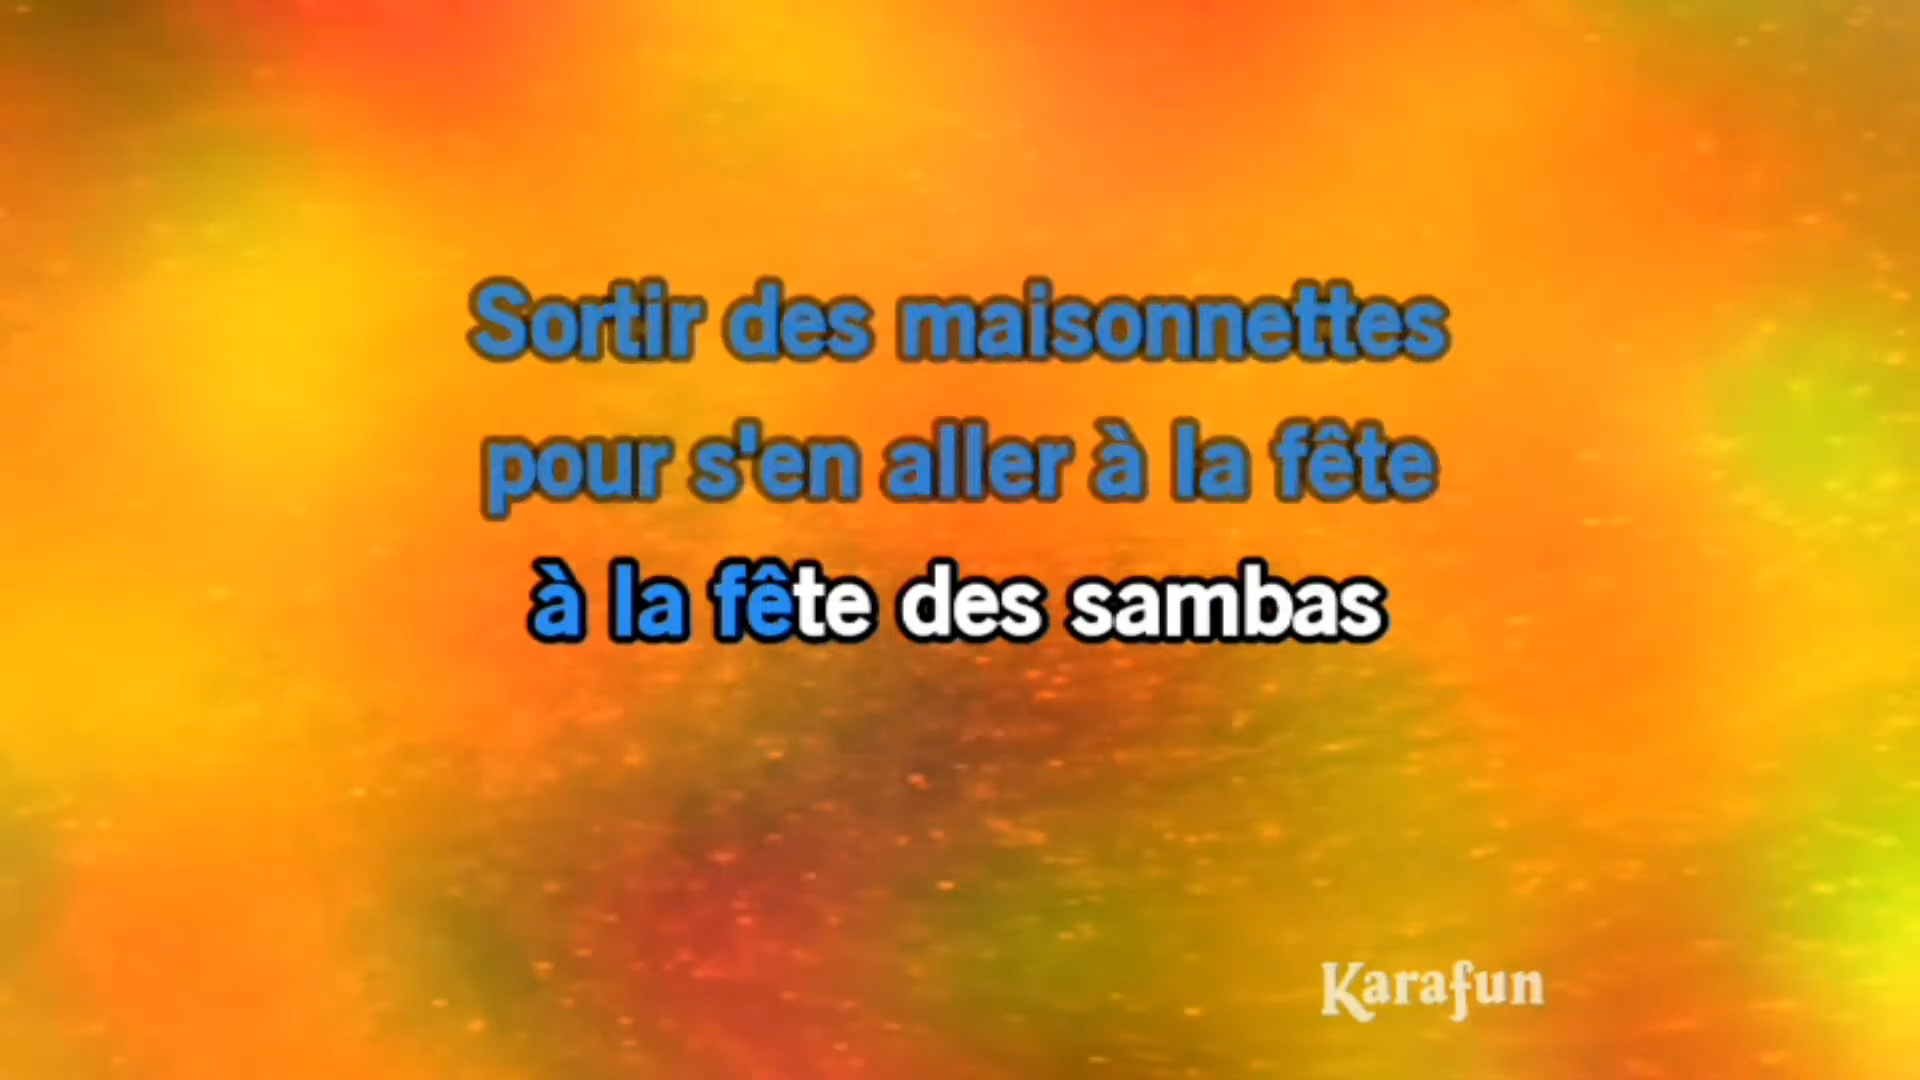 Sortir des maisonnettes
pour s'en aller à la fête
à la fête des sambas
Karafun